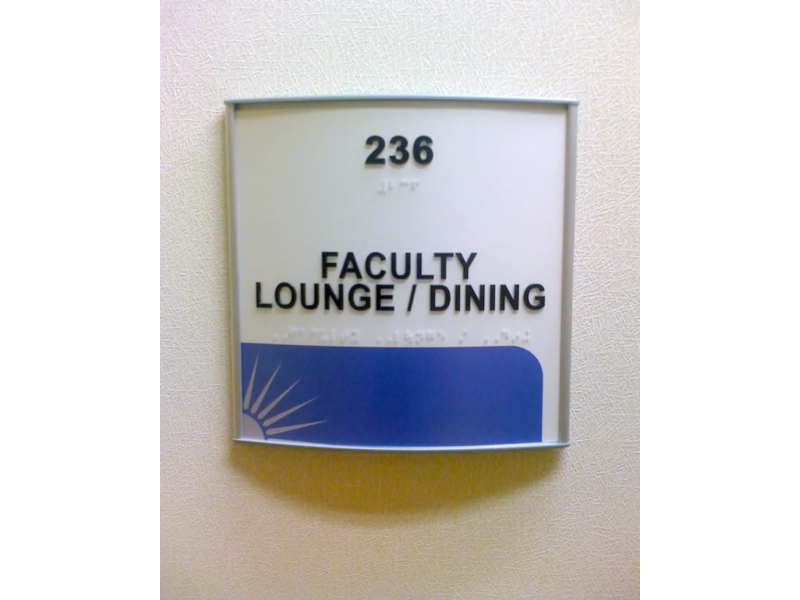 236
FACULTY
LOUNGE / DINING